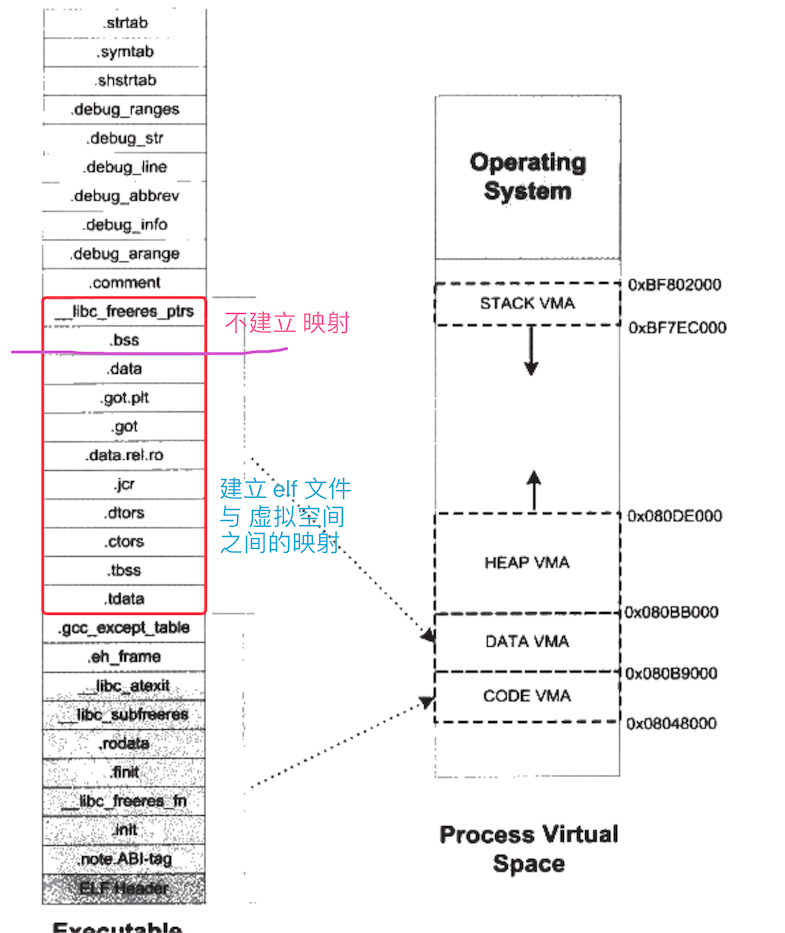 .strtab
.symtab
.shstrtab
.debug_ranges
.debug_str
.debug_line
.debug_abbrev
.debug_info
.debug_arange
.comment
__libc_freeres_ptrs
.bss
.data
.got.plt
.got
.data.rel.ro
.jcr
.dtors
.ctors
.tbss
.tdata
.gcc_except_table
.eh_frame
__libc_atexit
__libc_subfreeres
.rodata
.finit
__libc_freeres_fn
.init
.note.ABI-tag
ELF Header
Executable
不建立 映射
建立 elf 文件
与 虚拟空间
之间的映射
Operating
System
0xBF802000
STACK VMA
0xBF7EC000
0x080DE000
HEAP VMA
0x080BB000
DATA VMA
0x080B9000
CODE VMA
0x08048000
Process Virtual
Space